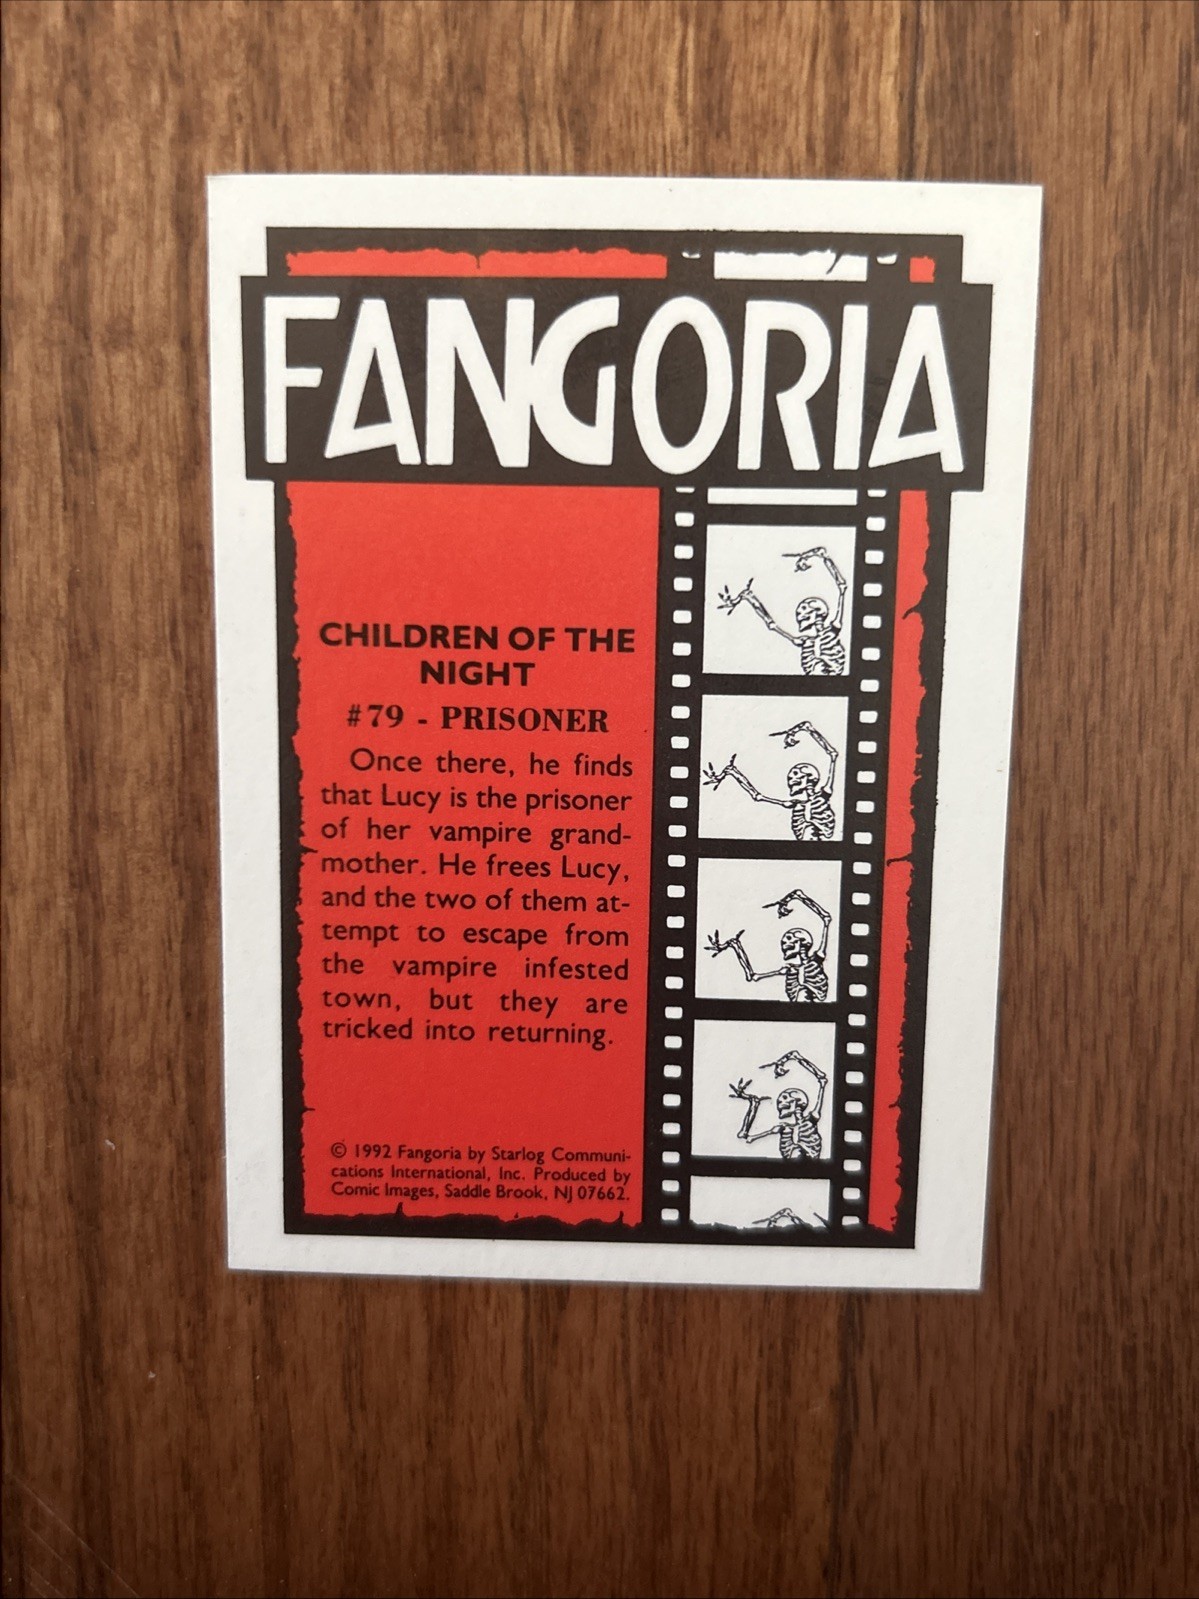 FANGORIA
CHILDREN OF THE
NIGHT
#79 - PRISONER
Once there, he finds
that Lucy is the prisoner
of her vampire grand-
mother. He frees Lucy,
and the two of them at-
tempt to escape from
the vampire infested
town, but they are
tricked into returning.
© 1992 Fangoria by Starlog Communi-
cations International, Inc. Produced by
Comic Images, Saddle Brook, NJ 07662.